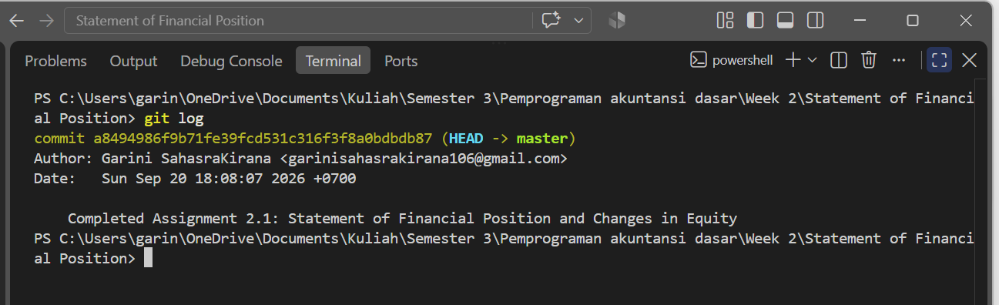 Statement of Financial Position
Problems Output Debug Console Terminal Ports powershell
PS C:\Users\garin\OneDrive\Documents\Kuliah\Semester 3\Pemprograman akuntansi dasar\Week 2\Statement of Financi
al Position> git log
commit a8494986f9b71fe39fcd531c316f3f8a0bdbdb87 (HEAD -> master)
Author: Garini SahasraKirana <garinisahasrakirana106@gmail.com>
Date:   Sun Sep 20 18:08:07 2026 +0700
    Completed Assignment 2.1: Statement of Financial Position and Changes in Equity
PS C:\Users\garin\OneDrive\Documents\Kuliah\Semester 3\Pemprograman akuntansi dasar\Week 2\Statement of Financi
al Position>